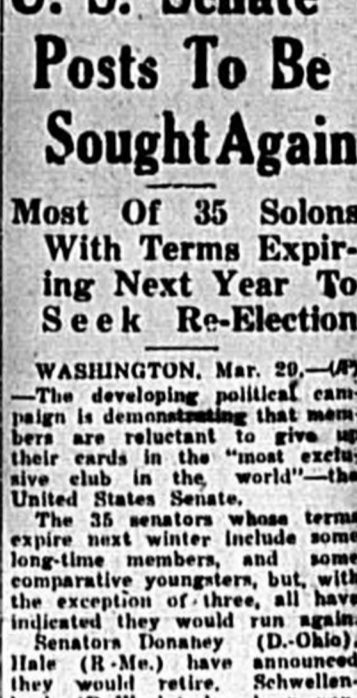 U. S. Senate
Posts To Be
Sought Again
Most Of 35 Solons
With Terms Expir-
ing Next Year To
Seek Re-Election
WASHINGTON, Mar. 29.—(AP)
—The developing political cam-
paign is demonstrating that mem-
bers are reluctant to give up
their cards in the "most exclu-
sive club in the world"—the
United States Senate.
The 35 senators whose terms
expire next winter include some
long-time members, and some
comparative youngsters, but, with
the exception of three, all have
indicated they would run again.
Senators Donahey (D.-Ohio),
Hale (R.-Me.) have announced
they would retire. Schwellen-